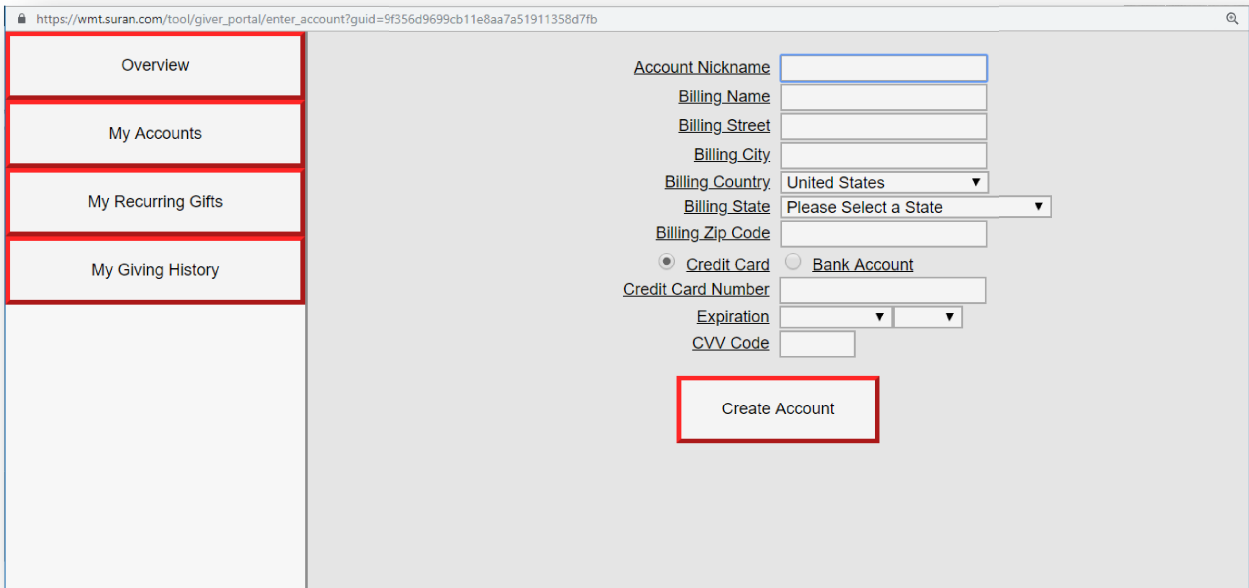 https://wmt.suran.com/tool/giver_portal/enter_account?guid=9f356d9699cb11e8aa7a51911358d7fb
Overview
My Accounts
My Recurring Gifts
My Giving History
Account Nickname
Billing Name
Billing Street
Billing City
Billing Country United States
Billing State Please Select a State
Billing Zip Code
Credit Card Bank Account
Credit Card Number
Expiration
CVV Code
Create Account